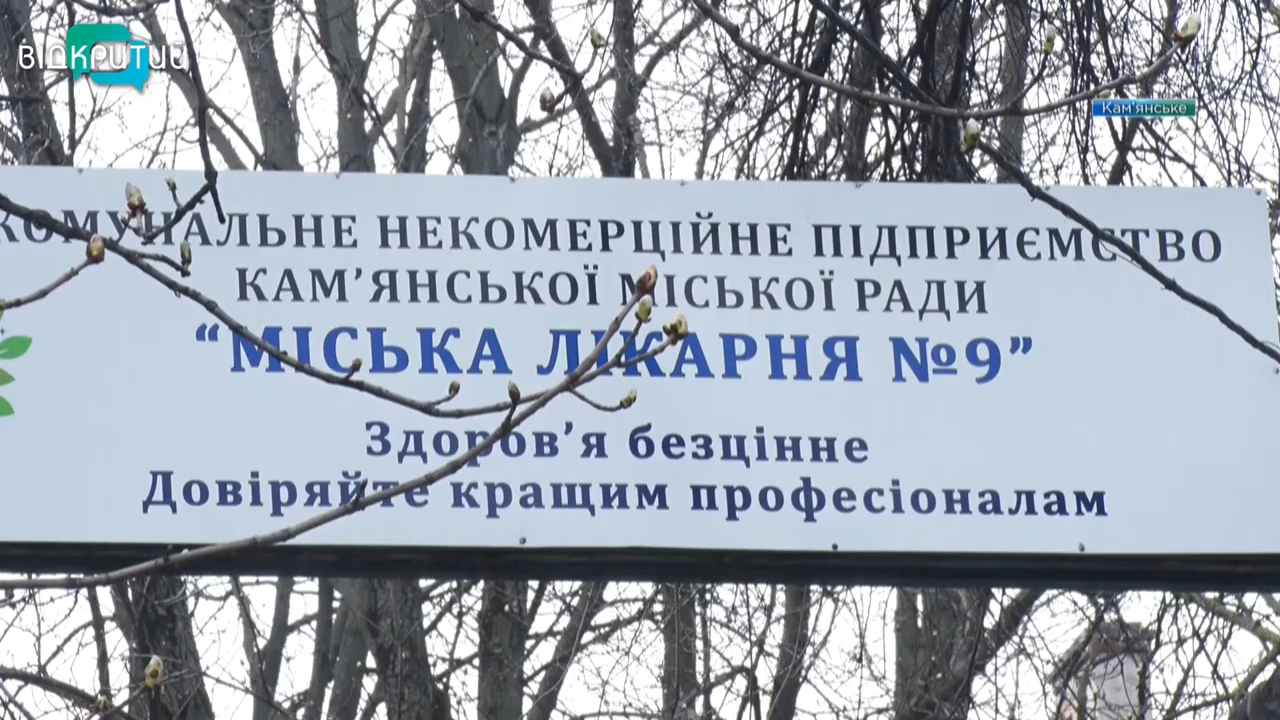 ВІДКРИТИЙ
Кам'янське
КОМУНАЛЬНЕ НЕКОМЕРЦІЙНЕ ПІДПРИЄМСТВО
КАМ’ЯНСЬКОЇ МІСЬКОЇ РАДИ
“МІСЬКА ЛІКАРНЯ №9”
Здоров’я безцінне
Довіряйте кращим професіоналам